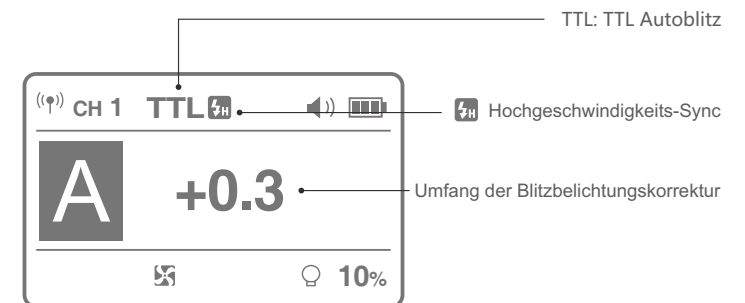 TTL: TTL Autoblitz
CH 1 TTL H
H Hochgeschwindigkeits-Sync
A +0.3
Umfang der Blitzbelichtungskorrektur
10%